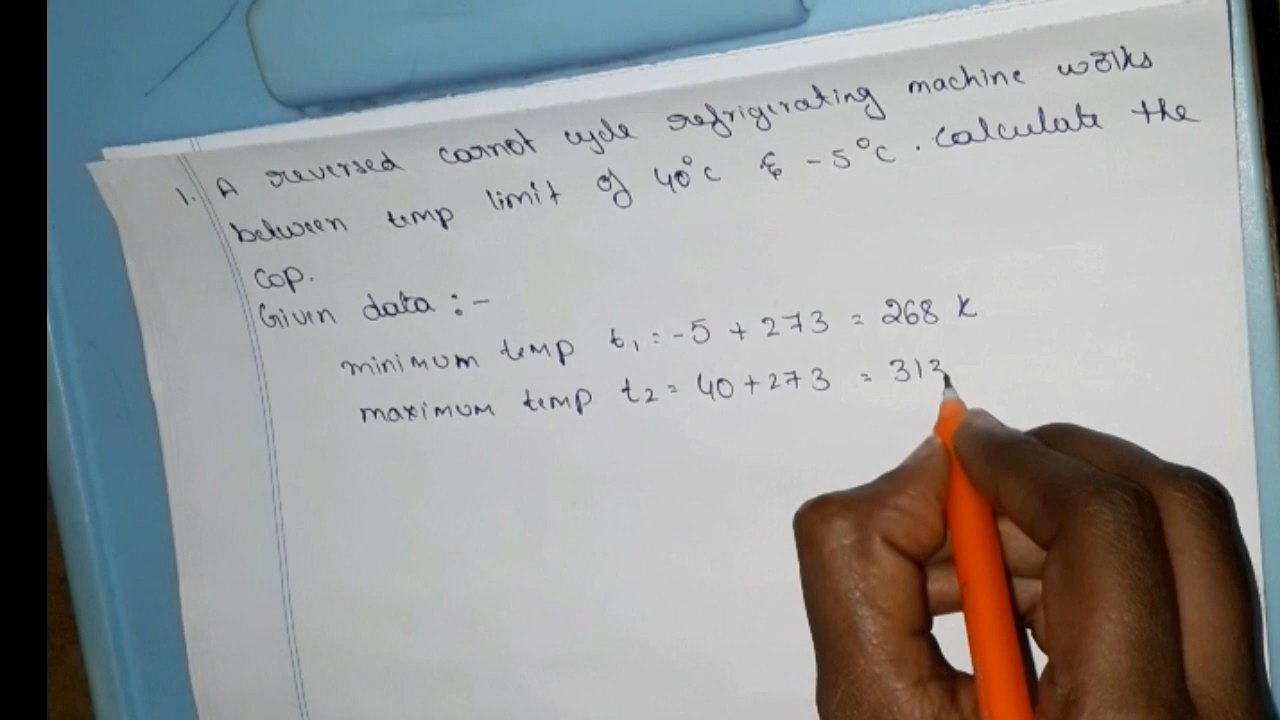 1. A reversed carnot cycle refrigerating machine works
between temp limit of 40°C & -5°C. calculate the
cop.
Given data :-
minimum temp t₁ = -5 + 273 = 268 K
maximum temp t₂ = 40 + 273 = 313